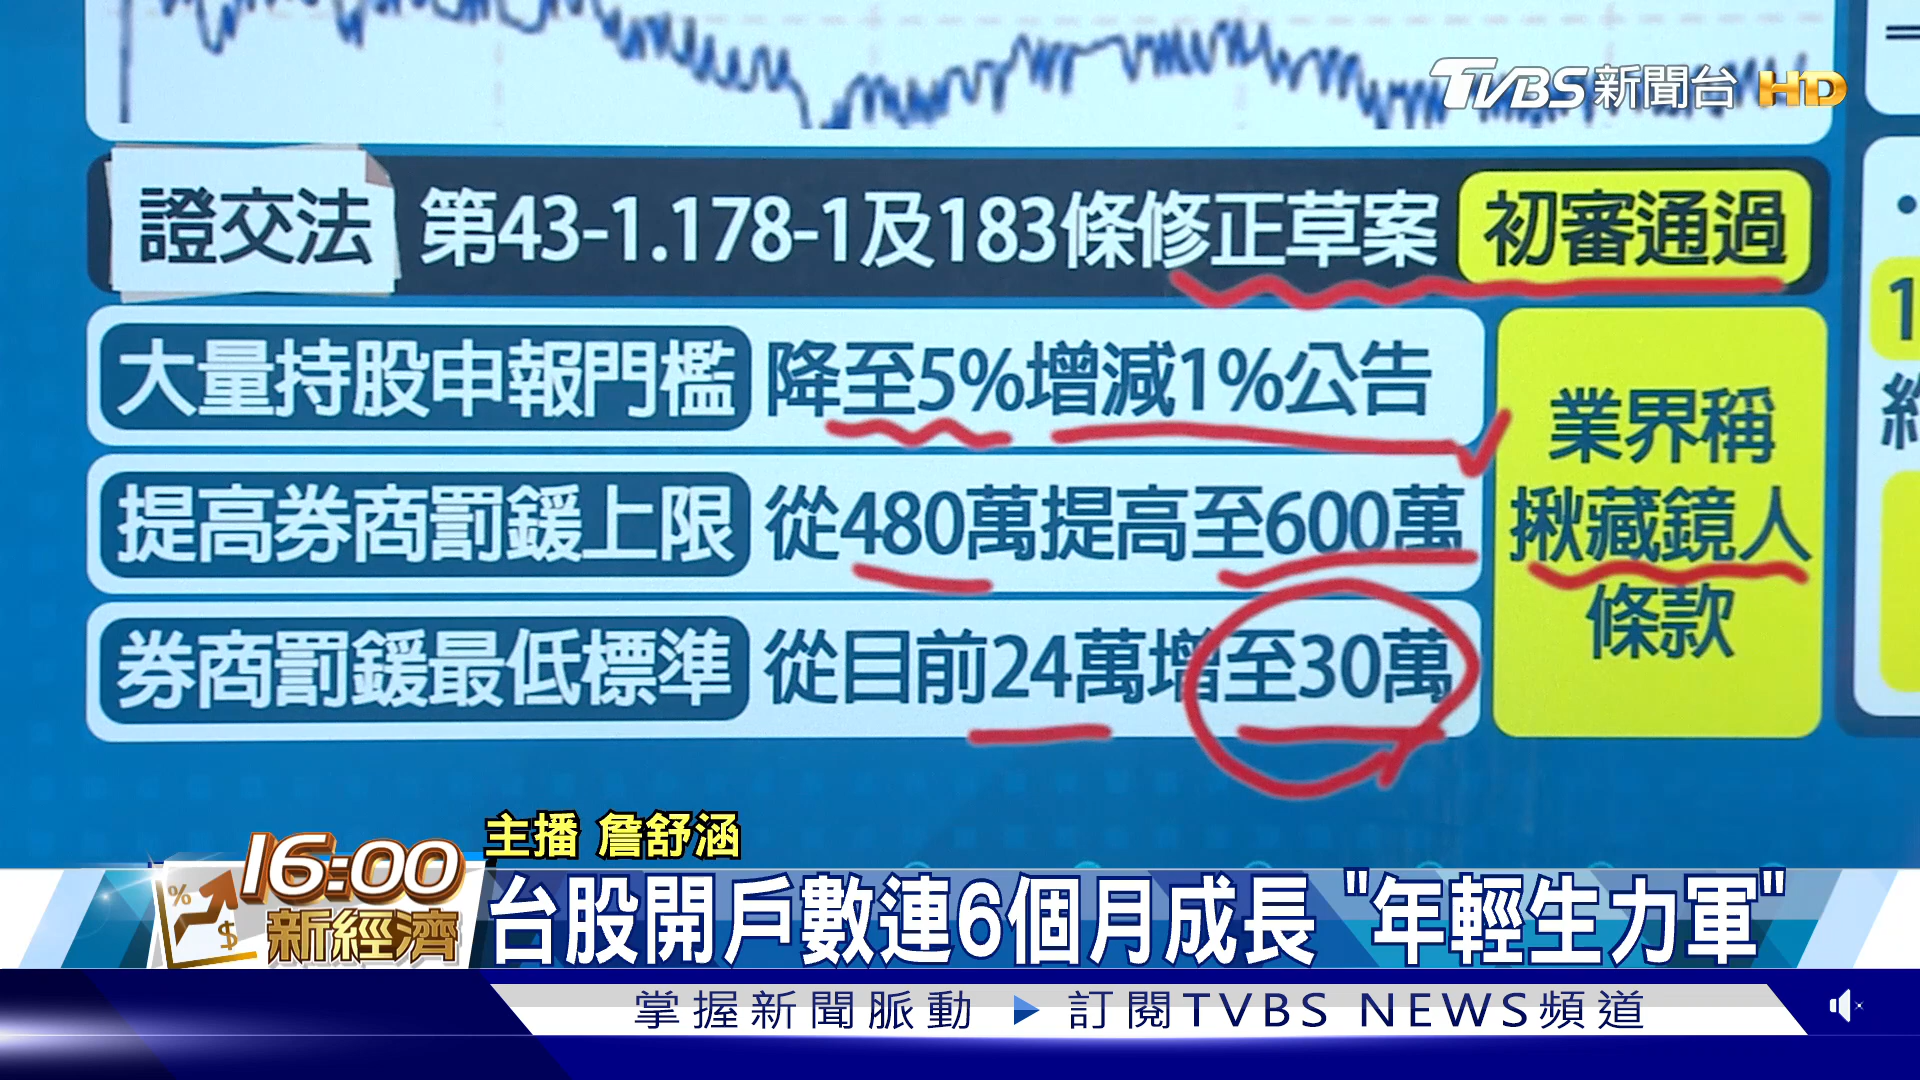 TVBS新聞台 HD
證交法 第43-1.178-1及183條修正草案 初審通過
大量持股申報門檻 降至5%增減1%公告
提高券商罰鍰上限 從480萬提高至600萬
券商罰鍰最低標準 從目前24萬增至30萬
業界稱
揪藏鏡人
條款
主播 詹舒涵
16:00
% $
新經濟
台股開戶數連6個月成長 "年輕生力軍"
掌握新聞脈動 ▶ 訂閱TVBS NEWS頻道